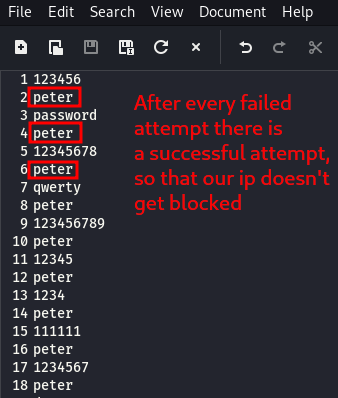 File Edit Search View Document Help
1 123456
2 peter
3 password
4 peter
5 12345678
6 peter
7 qwerty
8 peter
9 123456789
10 peter
11 12345
12 peter
13 1234
14 peter
15 111111
16 peter
17 1234567
18 peter
After every failed
attempt there is
a successful attempt,
so that our ip doesn't
get blocked